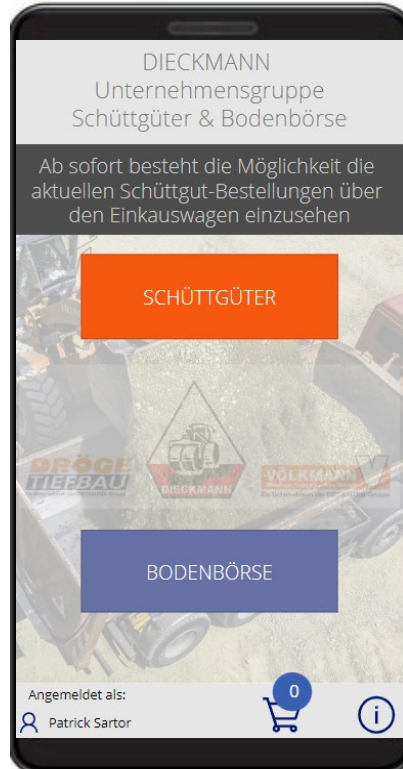 DIECKMANN
Unternehmensgruppe
Schüttgüter & Bodenbörse
Ab sofort besteht die Möglichkeit die
aktuellen Schüttgut-Bestellungen über
den Einkauswagen einzusehen
SCHÜTTGÜTER
DRÖGE
TIEFBAU
DIECKMANN
VOLKMANN
BODENBÖRSE
0
Angemeldet als:
Patrick Sartor
i